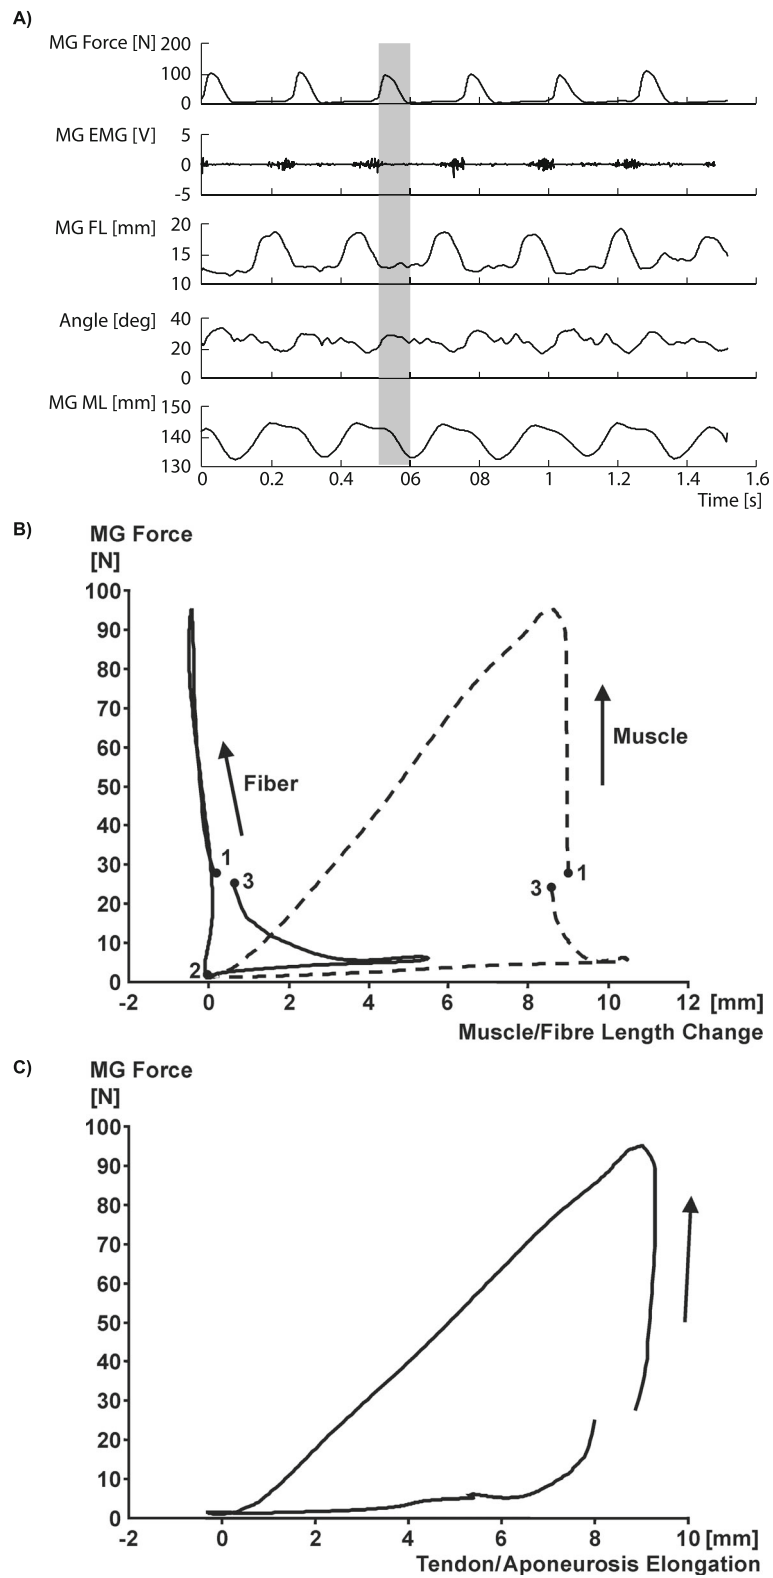 A)
MG Force [N] 200
100
0
MG EMG [V] 5
0
-5
MG FL [mm] 20
15
10
Angle [deg] 40
20
0
MG ML [mm] 150
140
130
0 0.2 0.4 06 08 1 1.2 1.4 1.6
Time [s]
B)
MG Force
[N]
100
90
80
70
60
50
40
30
20
10
0
Muscle
Fiber
1
3
3
1
2
-2 0 2 4 6 8 10 12 [mm]
Muscle/Fibre Length Change
C)
MG Force
[N]
100
90
80
70
60
50
40
30
20
10
0
-2 0 2 4 6 8 10 [mm]
Tendon/Aponeurosis Elongation